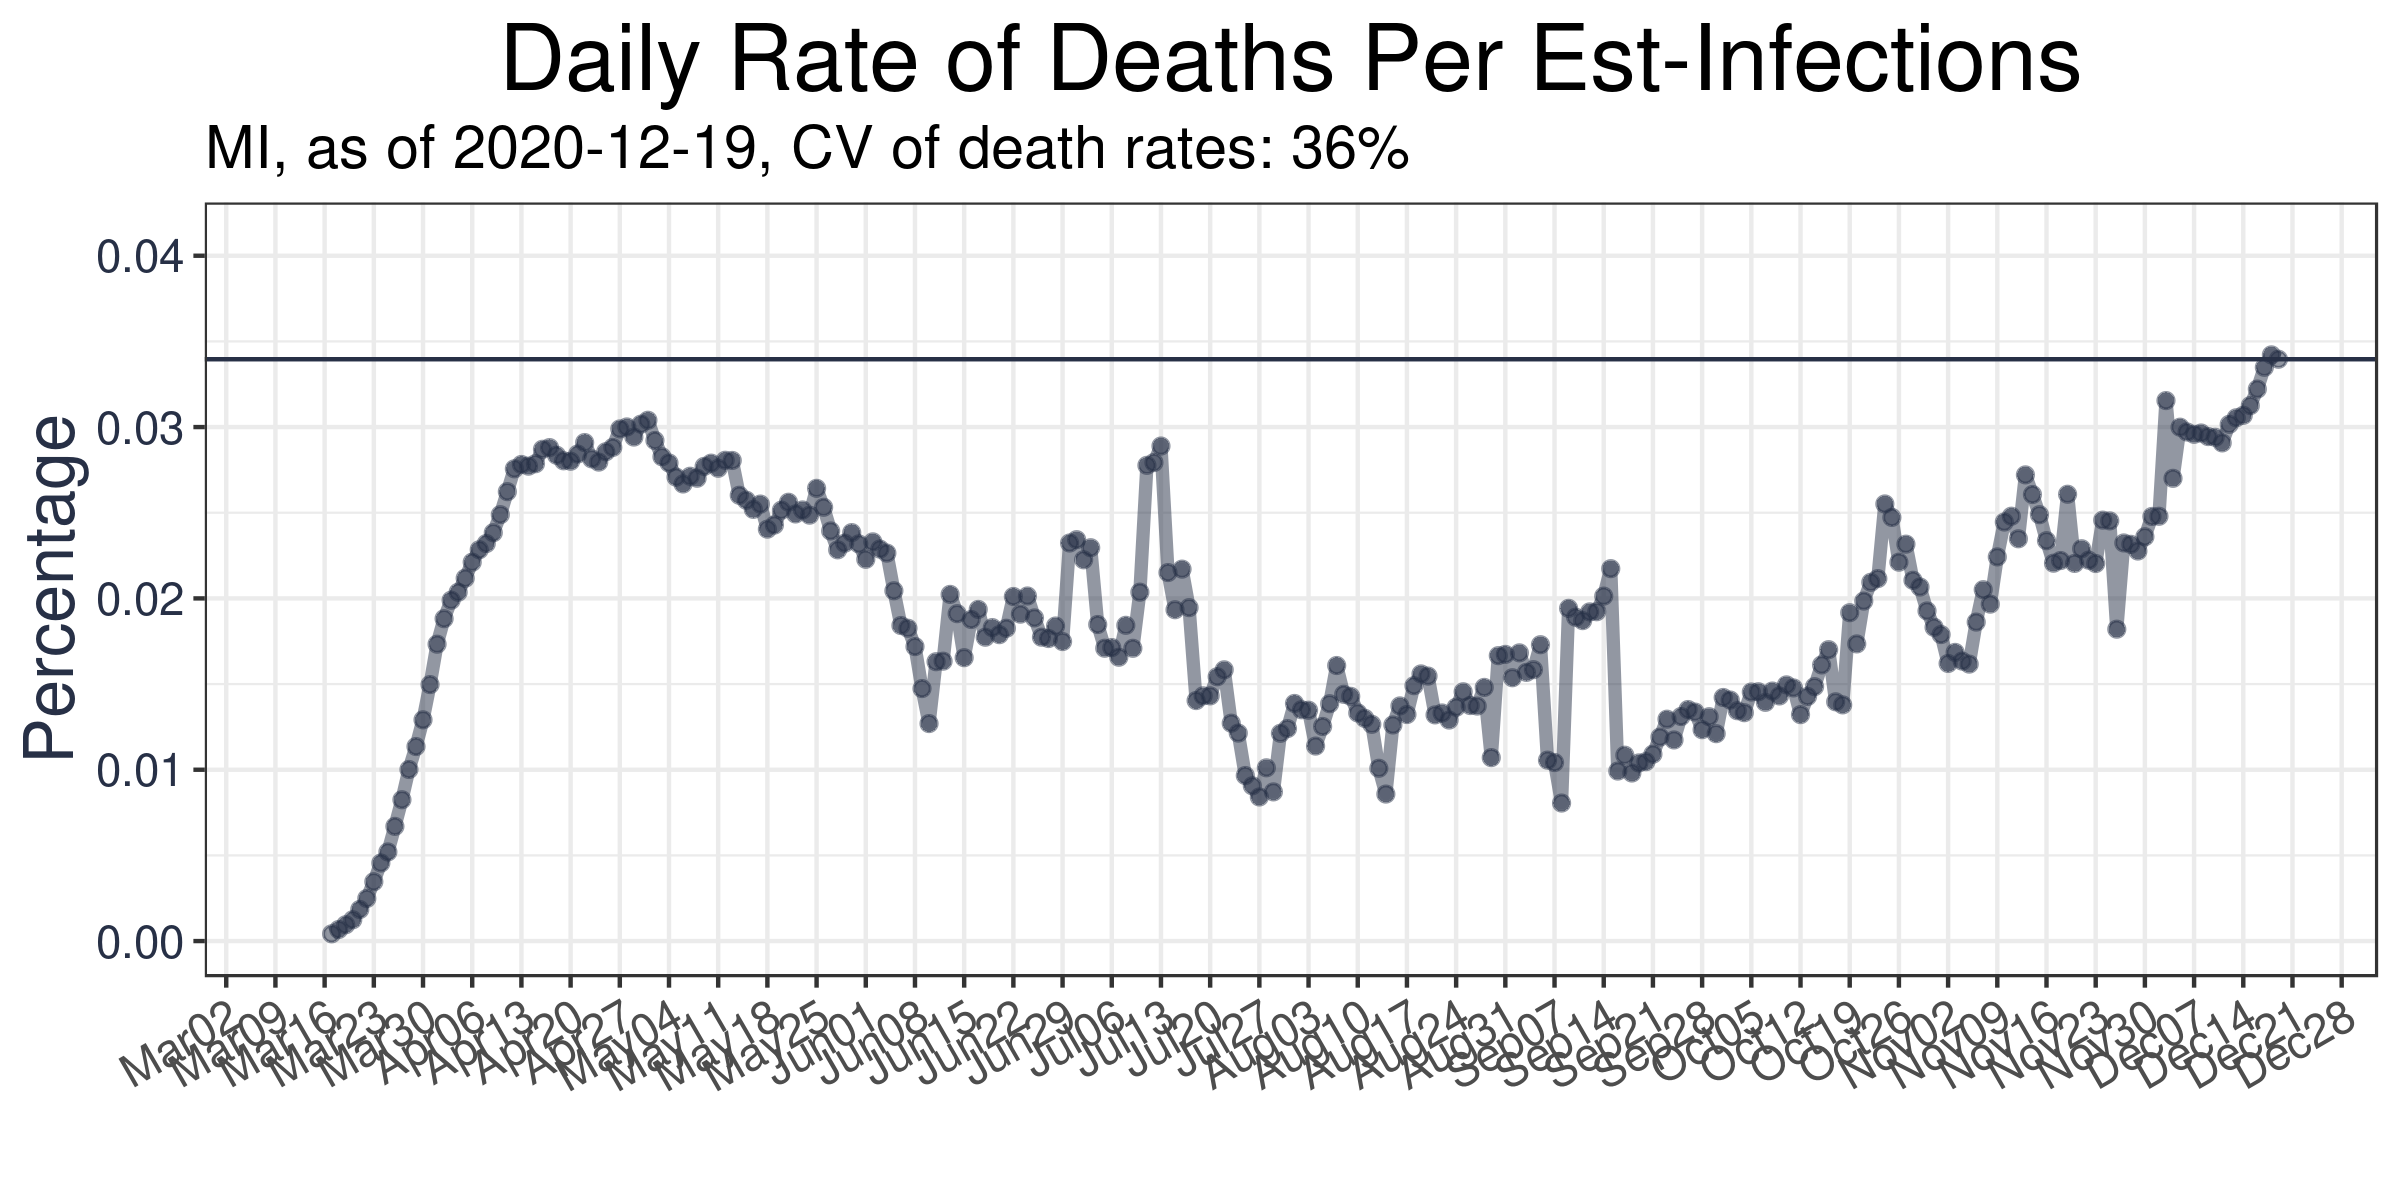 Daily Rate of Deaths Per Est-Infections
MI, as of 2020-12-19, CV of death rates: 36%
Percentage
0.04
0.03
0.02
0.01
0.00
Mar02
Mar09
Mar16
Mar23
Mar30
Apr06
Apr13
Apr20
Apr27
May04
May11
May18
May25
Jun01
Jun08
Jun15
Jun22
Jun29
Jul06
Jul13
Jul20
Jul27
Aug03
Aug10
Aug17
Aug24
Aug31
Sep07
Sep14
Sep21
Sep28
Oct05
Oct12
Oct19
Oct26
Nov02
Nov09
Nov16
Nov23
Nov30
Dec07
Dec14
Dec21
Dec28